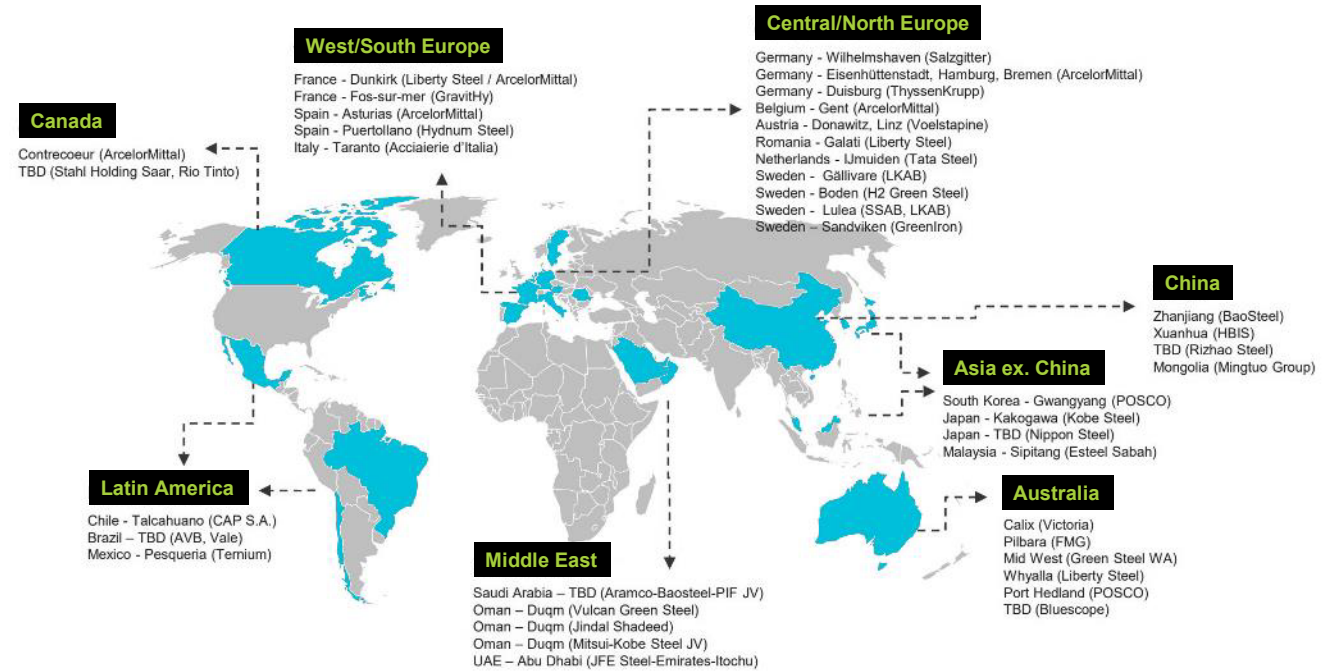 Canada
Contrecoeur (ArcelorMittal)
TBD (Stahl Holding Saar, Rio Tinto)
West/South Europe
France - Dunkirk (Liberty Steel / ArcelorMittal)
France - Fos-sur-mer (GravitHy)
Spain - Asturias (ArcelorMittal)
Spain - Puertollano (Hydnum Steel)
Italy - Taranto (Acciaierie d'Italia)
Central/North Europe
Germany - Wilhelmshaven (Salzgitter)
Germany - Eisenhüttenstadt, Hamburg, Bremen (ArcelorMittal)
Germany - Duisburg (ThyssenKrupp)
Belgium - Gent (ArcelorMittal)
Austria - Donawitz, Linz (Voelstapine)
Romania - Galati (Liberty Steel)
Netherlands - IJmuiden (Tata Steel)
Sweden - Gällivare (LKAB)
Sweden - Boden (H2 Green Steel)
Sweden - Lulea (SSAB, LKAB)
Sweden – Sandviken (GreenIron)
China
Zhanjiang (BaoSteel)
Xuanhua (HBIS)
TBD (Rizhao Steel)
Mongolia (Mingtuo Group)
Asia ex. China
South Korea - Gwangyang (POSCO)
Japan - Kakogawa (Kobe Steel)
Japan - TBD (Nippon Steel)
Malaysia - Sipitang (Esteel Sabah)
Latin America
Chile - Talcahuano (CAP S.A.)
Brazil – TBD (AVB, Vale)
Mexico - Pesqueria (Ternium)
Middle East
Saudi Arabia – TBD (Aramco-Baosteel-PIF JV)
Oman – Duqm (Vulcan Green Steel)
Oman – Duqm (Jindal Shadeed)
Oman – Duqm (Mitsui-Kobe Steel JV)
UAE – Abu Dhabi (JFE Steel-Emirates-Itochu)
Australia
Calix (Victoria)
Pilbara (FMG)
Mid West (Green Steel WA)
Whyalla (Liberty Steel)
Port Hedland (POSCO)
TBD (Bluescope)